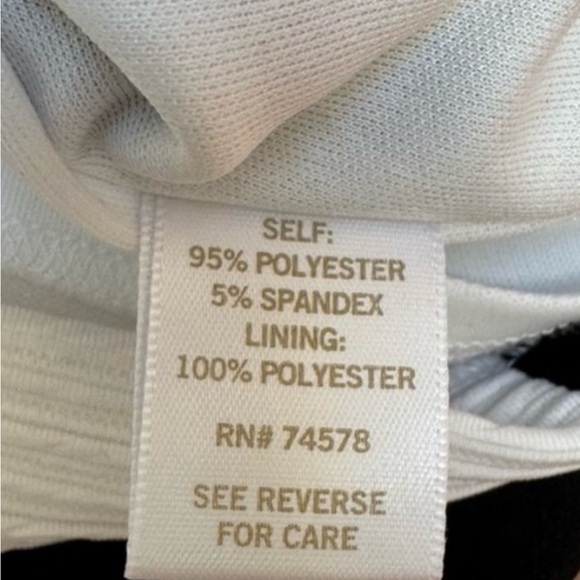 SELF:
95% POLYESTER
5% SPANDEX
LINING:
100% POLYESTER
RN# 74578
SEE REVERSE
FOR CARE